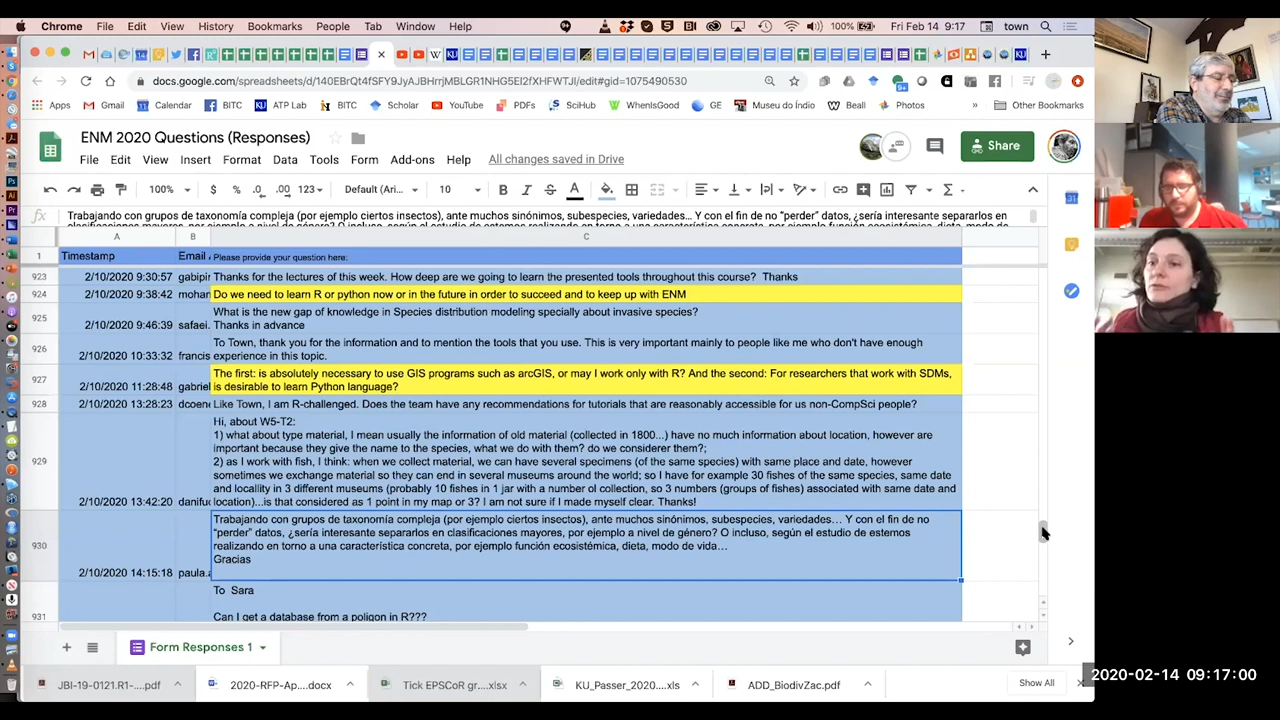 Chrome File Edit View History Bookmarks People Tab Window Help 100% Fri Feb 14 9:17 town
docs.google.com/spreadsheets/d/140EBrQt4fSFY9JyAJBHrrjMBLGR1NHG5EI2fXHFWTJI/edit#gid=1075490530
Apps Gmail Calendar BITC ATP Lab BITC Scholar YouTube PDFs SciHub WhenIsGood GE Museu do Índio Beall Photos » Other Bookmarks
ENM 2020 Questions (Responses)
Share
File Edit View Insert Format Data Tools Form Add-ons Help All changes saved in Drive
100% $ % .0 .00 123 Default (Ari... 10 B I S A
fx Trabajando con grupos de taxonomía compleja (por ejemplo ciertos insectos), ante muchos sinónimos, subespecies, variedades... Y con el fin de no “perder” datos, ¿sería interesante separarlos en
A B C
1 Timestamp Email Please provide your question here:
923 2/10/2020 9:30:57 gabipi Thanks for the lectures of this week. How deep are we going to learn the presented tools throughout this course? Thanks
924 2/10/2020 9:38:42 mohar Do we need to learn R or python now or in the future in order to succeed and to keep up with ENM
What is the new gap of knowledge in Species distribution modeling specially about invasive species?
925 2/10/2020 9:46:39 safaei. Thanks in advance
To Town, thank you for the information and to mention the tools that you use. This is very important mainly to people like me who don't have enough
926 2/10/2020 10:33:32 francis experience in this topic.
The first: is absolutely necessary to use GIS programs such as arcGIS, or may I work only with R? And the second: For researchers that work with SDMs,
927 2/10/2020 11:28:48 gabriel is desirable to learn Python language?
928 2/10/2020 13:28:23 dcoen Like Town, I am R-challenged. Does the team have any recommendations for tutorials that are reasonably accessible for us non-CompSci people?
Hi, about W5-T2:
1) what about type material, I mean usually the information of old material (collected in 1800...) have no much information about location, however are
important because they give the name to the species, what we do with them? do we considerer them?;
2) as I work with fish, I think: when we collect material, we can have several specimens (of the same species) with same place and date, however
sometimes we exchange material so they can end in several museums around the world; so I have for example 30 fishes of the same species, same date
and locallity in 3 different museums (probably 10 fishes in 1 jar with a number of collection, so 3 numbers (groups of fishes) associated with same date and
929 2/10/2020 13:42:20 danifu location)...is that considered as 1 point in my map or 3? I am not sure if I made myself clear. Thanks!
Trabajando con grupos de taxonomía compleja (por ejemplo ciertos insectos), ante muchos sinónimos, subespecies, variedades... Y con el fin de no
“perder” datos, ¿sería interesante separarlos en clasificaciones mayores, por ejemplo a nivel de género? O incluso, según el estudio de estemos
realizando en torno a una característica concreta, por ejemplo función ecosistémica, dieta, modo de vida...
Gracias
930 2/10/2020 14:15:18 paula.
To Sara
931 Can I get a database from a poligon in R???
Form Responses 1
JBI-19-0121.R1-....pdf 2020-RFP-Ap....docx Tick EPSCoR gr....xlsx KU_Passer_2020....xls ADD_BiodivZac.pdf Show All
2020-02-14 09:17:00